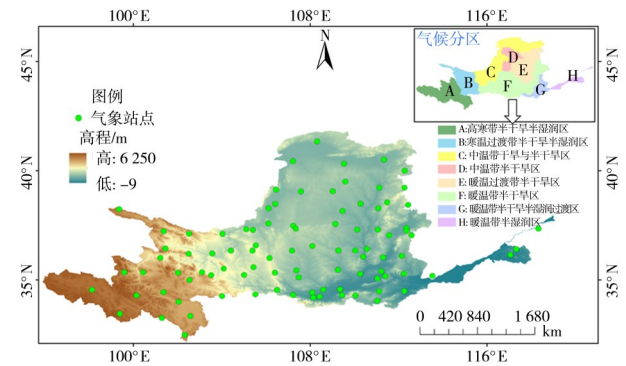 100°E 108°E 116°E
N
45°N
40°N
35°N
图例
气象站点
高程/m
高: 6 250
低: -9
气候分区
A
B
C
D
E
F
G
H
A:高寒带半干旱半湿润区
B:寒温过渡带半干旱半湿润区
C: 中温带干旱与半干旱区
D: 中温带半干旱区
E: 暖温过渡带半干旱区
F: 暖温带半干旱区
G: 暖温带半干旱半湿润过渡区
H: 暖温带半湿润区
45°N
40°N
35°N
0 420 840 1 680
km
100°E 108°E 116°E